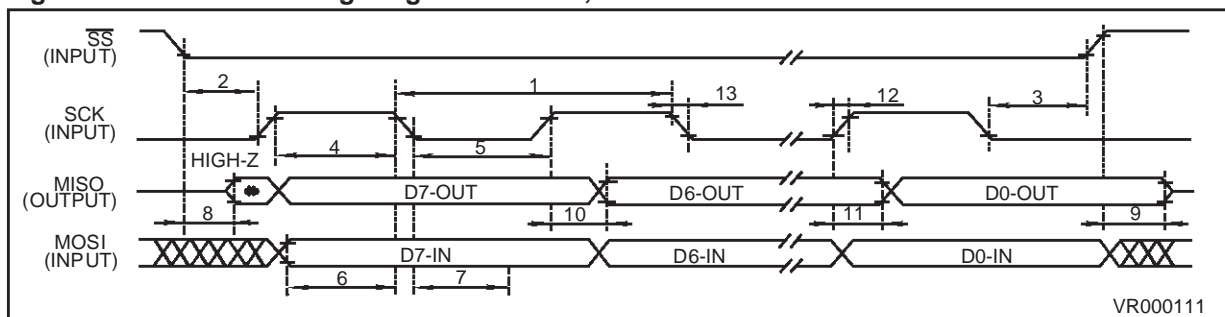 SS
(INPUT)
2
1
13
12
3
SCK
(INPUT)
4
5
HIGH-Z
MISO
(OUTPUT)
D7-OUT
D6-OUT
D0-OUT
8
10
11
9
MOSI
(INPUT)
D7-IN
D6-IN
D0-IN
6
7
VR000111